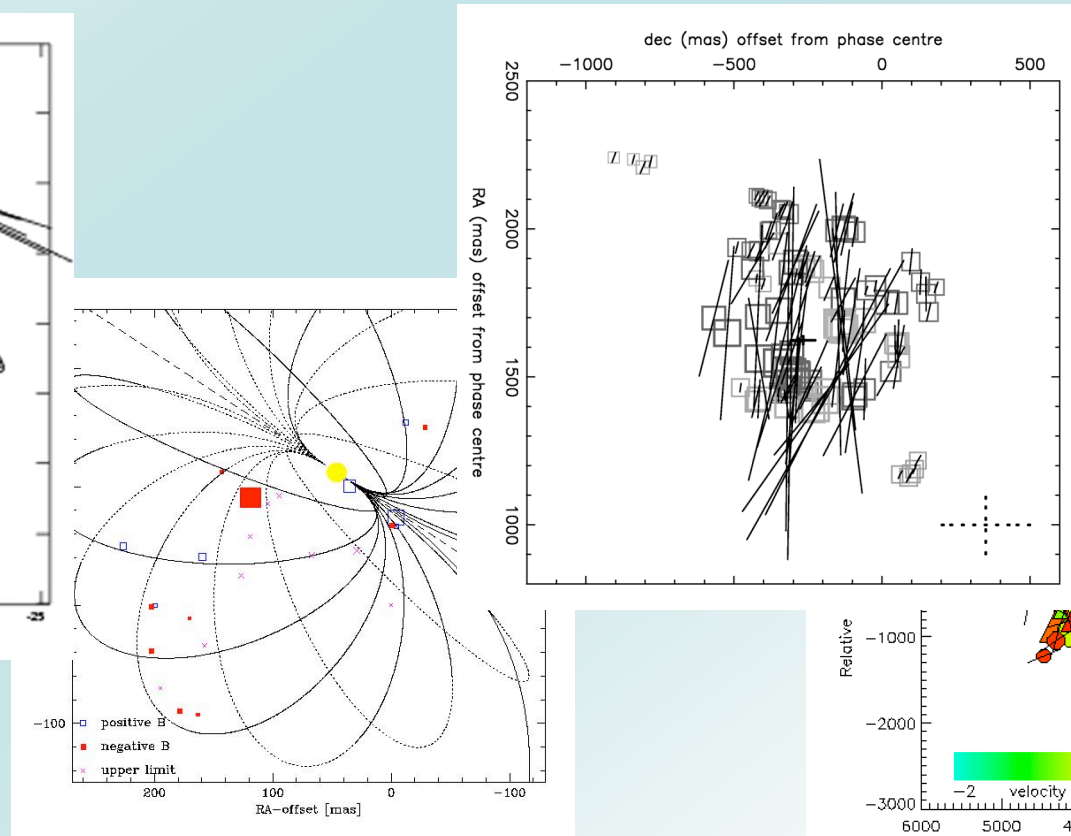 dec (mas) offset from phase centre
−1000 −500 0 500
2500
2000
1500
1000
RA (mas) offset from phase centre
-25
−100
positive B
negative B
upper limit
200 100 0 −100
RA−offset [mas]
Relative
−1000
−2000
−3000
−2 velocity
6000 5000 4